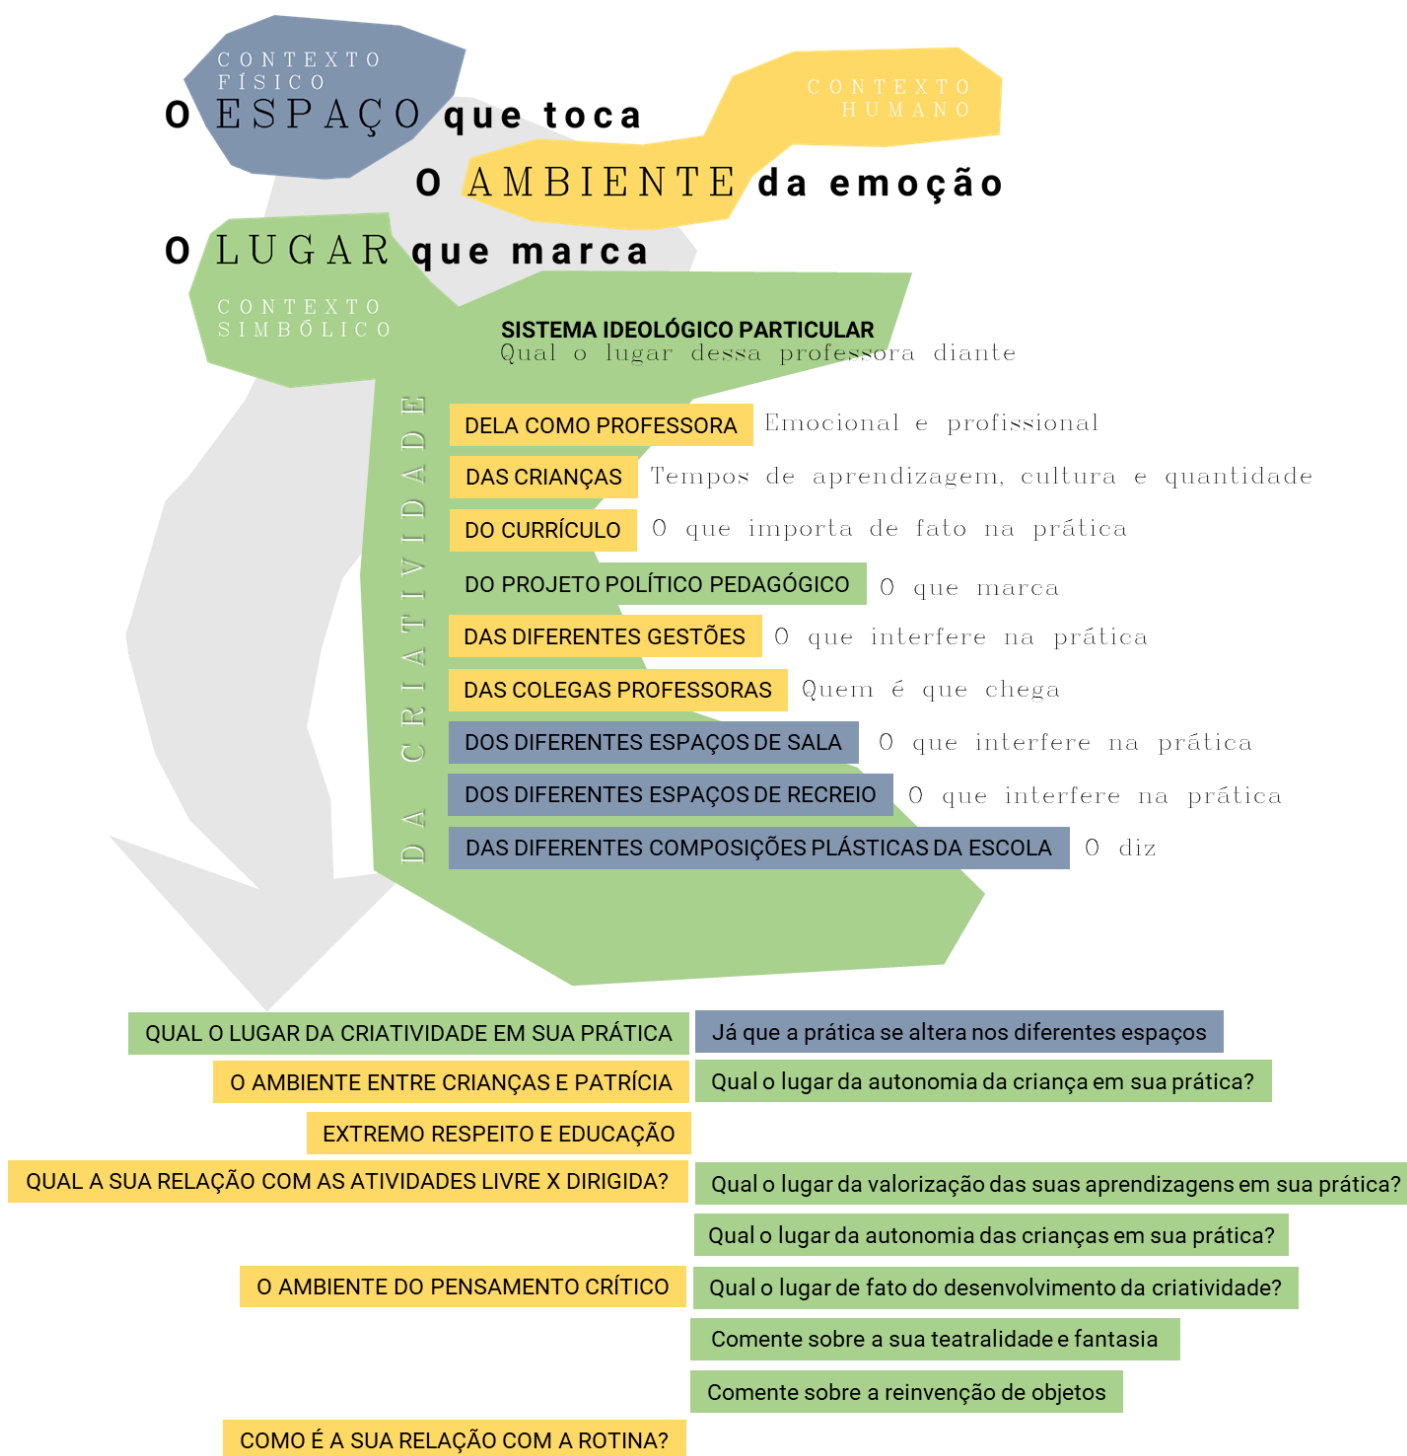 CONTEXTO
FÍSICO
O ESPAÇO que toca
CONTEXTO
HUMANO
O AMBIENTE da emoção
O LUGAR que marca
CONTEXTO
SIMBÓLICO
SISTEMA IDEOLÓGICO PARTICULAR
Qual o lugar dessa professora diante
DA CRIATIVIDADE
DELA COMO PROFESSORA Emocional e profissional
DAS CRIANÇAS Tempos de aprendizagem, cultura e quantidade
DO CURRÍCULO O que importa de fato na prática
DO PROJETO POLÍTICO PEDAGÓGICO O que marca
DAS DIFERENTES GESTÕES O que interfere na prática
DAS COLEGAS PROFESSORAS Quem é que chega
DOS DIFERENTES ESPAÇOS DE SALA O que interfere na prática
DOS DIFERENTES ESPAÇOS DE RECREIO O que interfere na prática
DAS DIFERENTES COMPOSIÇÕES PLÁSTICAS DA ESCOLA O diz
QUAL O LUGAR DA CRIATIVIDADE EM SUA PRÁTICA Já que a prática se altera nos diferentes espaços
O AMBIENTE ENTRE CRIANÇAS E PATRÍCIA Qual o lugar da autonomia da criança em sua prática?
EXTREMO RESPEITO E EDUCAÇÃO
QUAL A SUA RELAÇÃO COM AS ATIVIDADES LIVRE X DIRIGIDA? Qual o lugar da valorização das suas aprendizagens em sua prática?
Qual o lugar da autonomia das crianças em sua prática?
O AMBIENTE DO PENSAMENTO CRÍTICO Qual o lugar de fato do desenvolvimento da criatividade?
Comente sobre a sua teatralidade e fantasia
Comente sobre a reinvenção de objetos
COMO É A SUA RELAÇÃO COM A ROTINA?